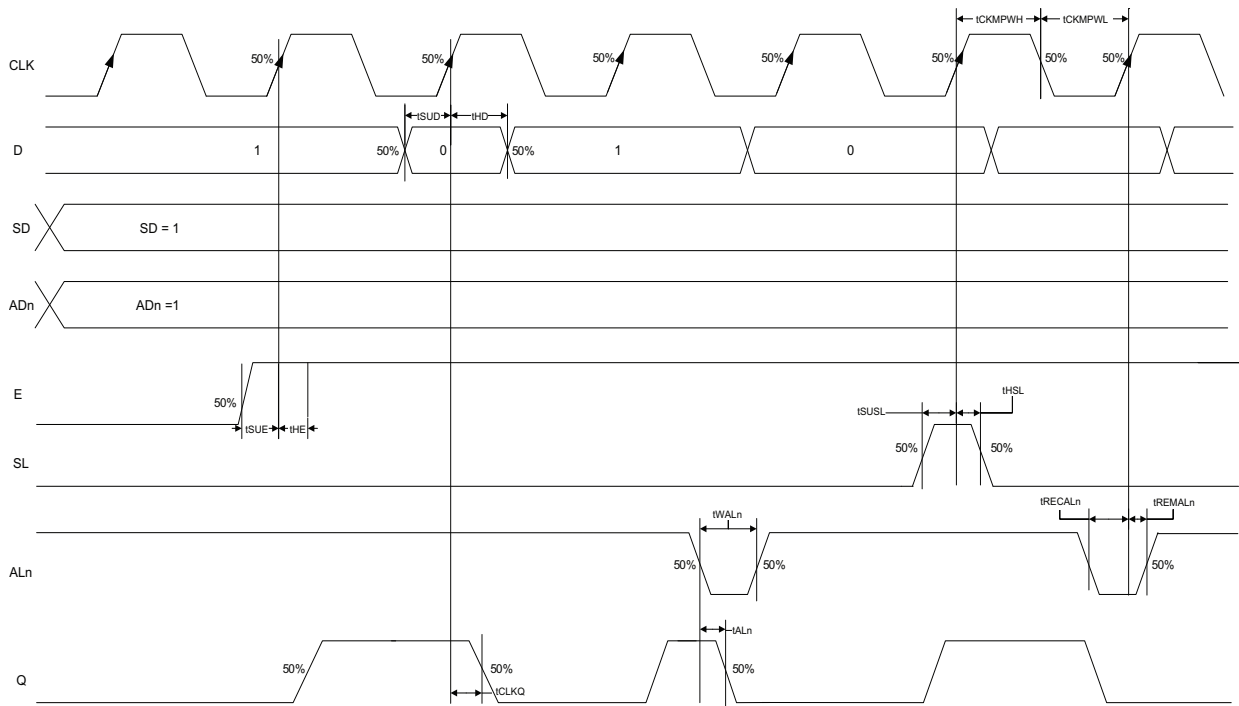 tCKMPWH tCKMPWL
CLK 50% 50% 50% 50% 50% 50% 50%
tSUD tHD
D 1 50% 0 50% 1 0
SD SD = 1
ADn ADn =1
E 50%
tSUE tHE
tSUSL tHSL
SL 50% 50%
tWALn tRECALn tREMALn
ALn 50% 50% 50% 50%
tALn
Q 50% 50% 50% 50%
tCLKQ